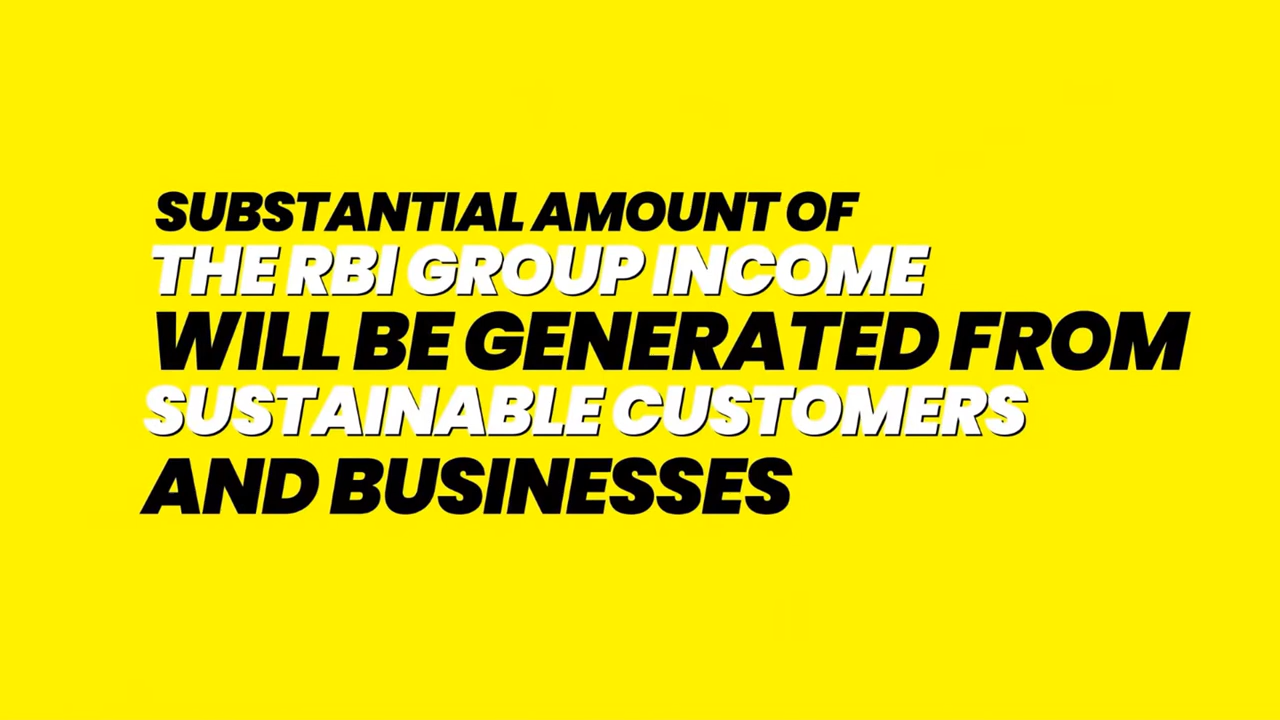 SUBSTANTIAL AMOUNT OF
THE RBI GROUP INCOME
WILL BE GENERATED FROM
SUSTAINABLE CUSTOMERS
AND BUSINESSES